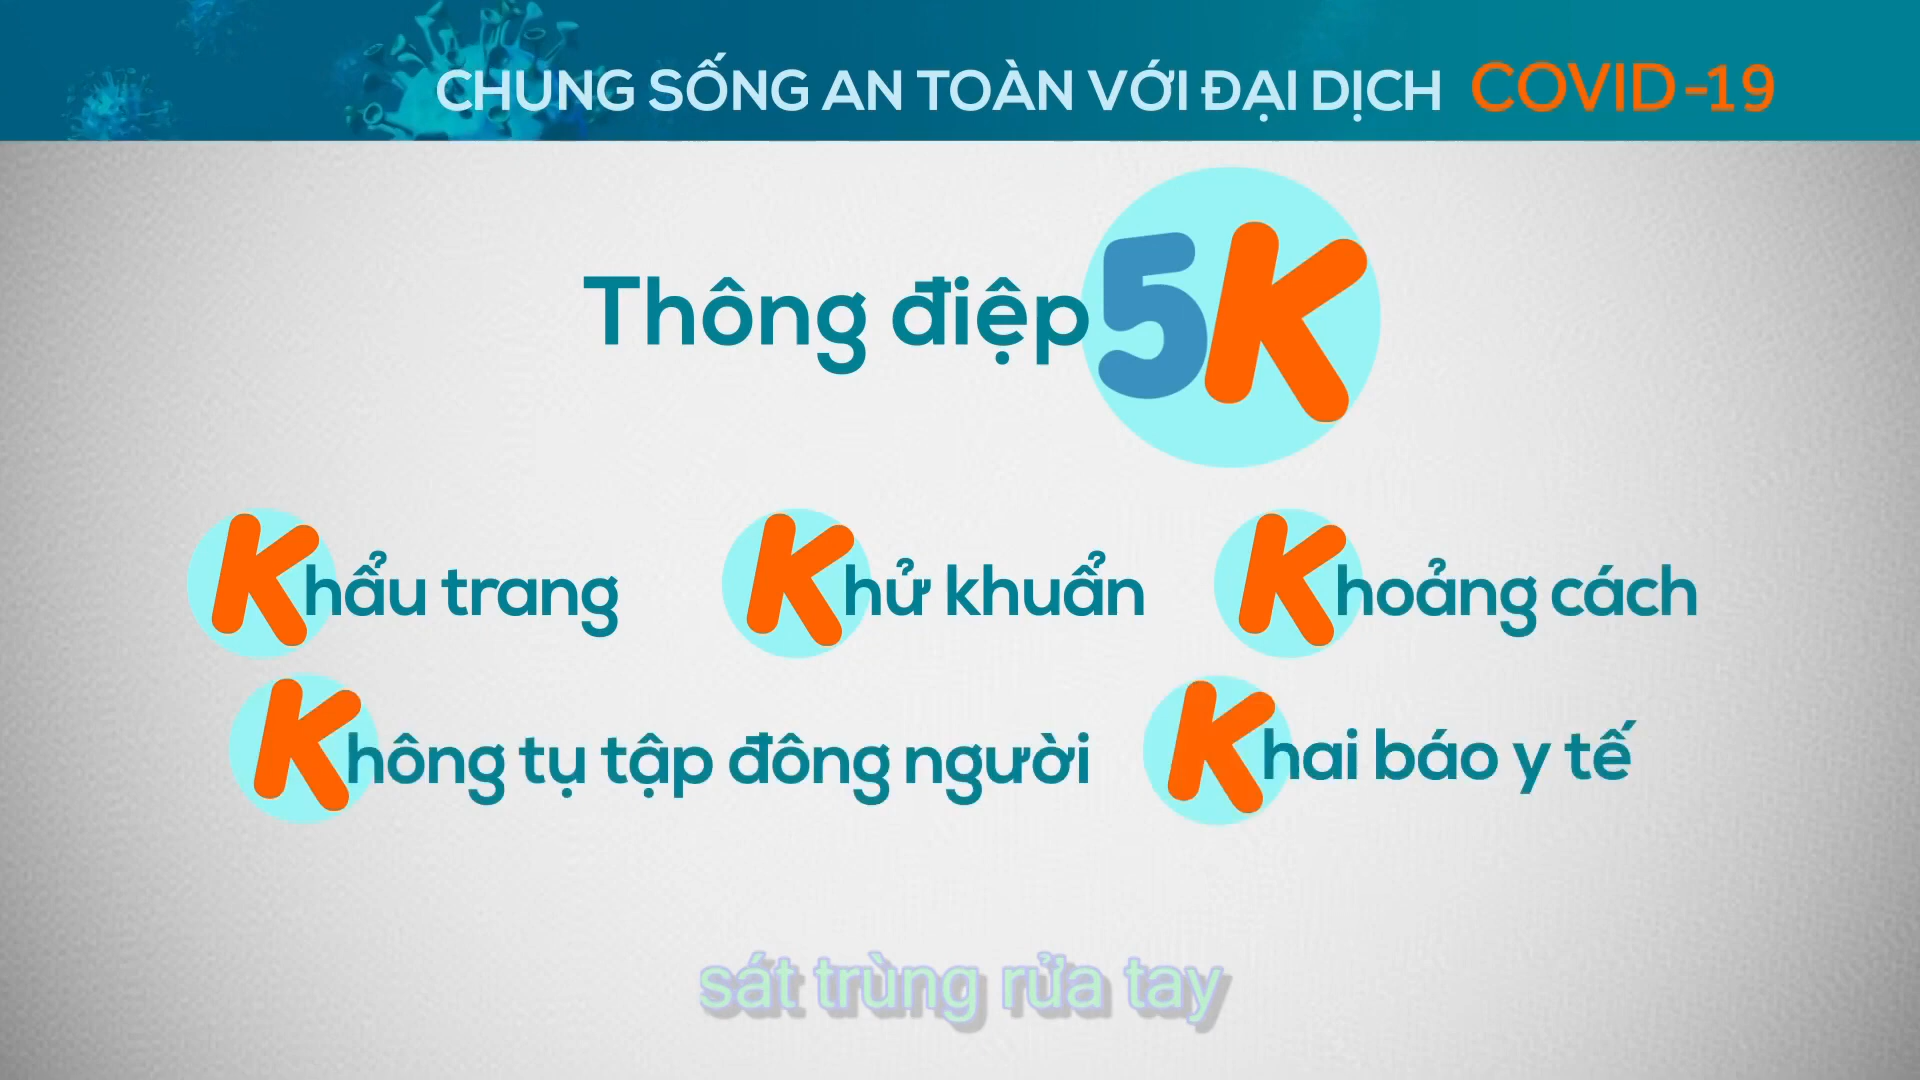 CHUNG SỐNG AN TOÀN VỚI ĐẠI DỊCH COVID-19
Thông điệp 5K
Khẩu trang Khử khuẩn Khoảng cách
Không tụ tập đông người Khai báo y tế
sát trùng rửa tay